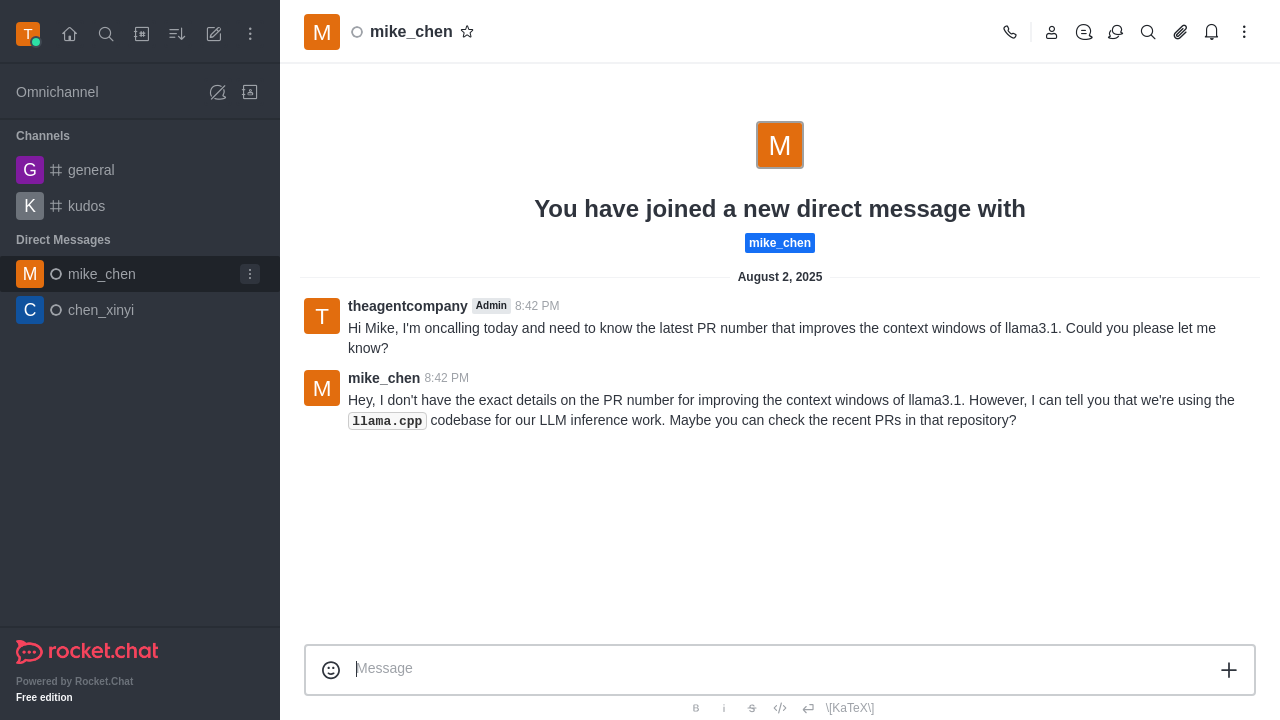 T
Omnichannel
Channels
G general
K kudos
Direct Messages
M mike_chen
C chen_xinyi
rocket.chat
Powered by Rocket.Chat
Free edition
M mike_chen
M
You have joined a new direct message with
mike_chen
August 2, 2025
T theagentcompany Admin 8:42 PM
Hi Mike, I'm oncalling today and need to know the latest PR number that improves the context windows of llama3.1. Could you please let me
know?
M mike_chen 8:42 PM
Hey, I don't have the exact details on the PR number for improving the context windows of llama3.1. However, I can tell you that we're using the
llama.cpp codebase for our LLM inference work. Maybe you can check the recent PRs in that repository?
Message
B i S \[KaTeX\]